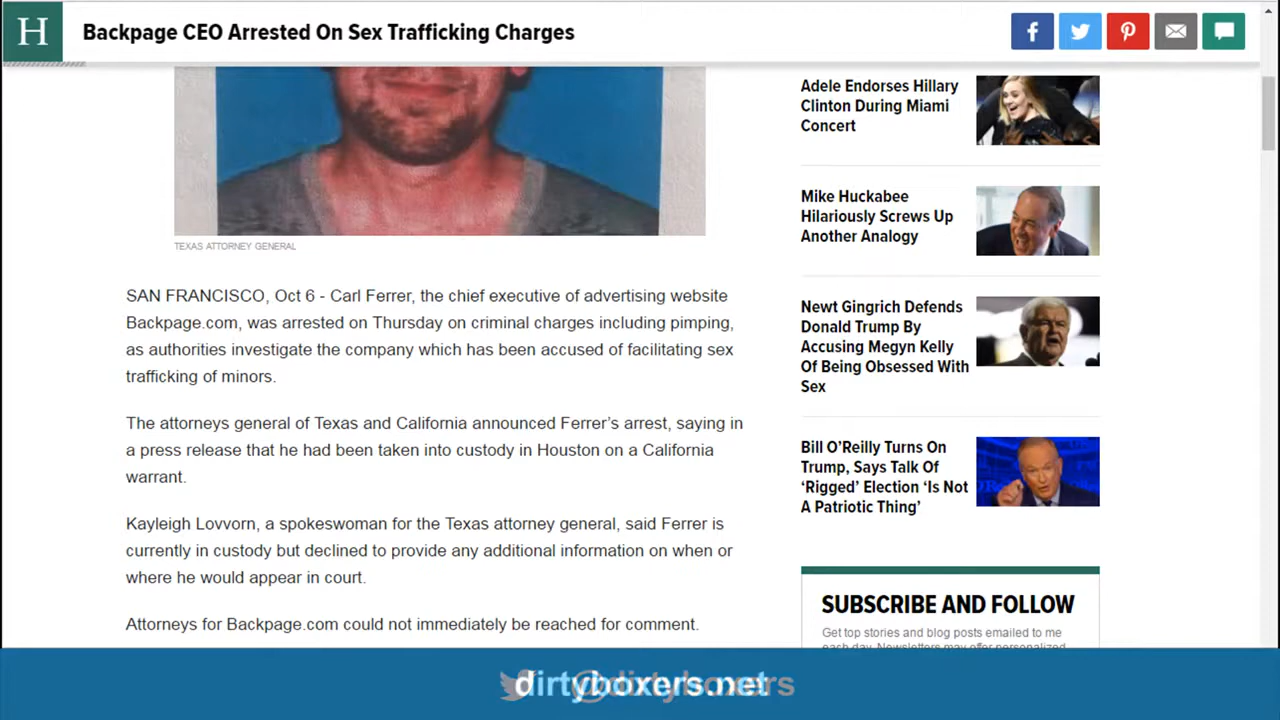 H
Backpage CEO Arrested On Sex Trafficking Charges
TEXAS ATTORNEY GENERAL
SAN FRANCISCO, Oct 6 - Carl Ferrer, the chief executive of advertising website
Backpage.com, was arrested on Thursday on criminal charges including pimping,
as authorities investigate the company which has been accused of facilitating sex
trafficking of minors.
The attorneys general of Texas and California announced Ferrer’s arrest, saying in
a press release that he had been taken into custody in Houston on a California
warrant.
Kayleigh Lovvorn, a spokeswoman for the Texas attorney general, said Ferrer is
currently in custody but declined to provide any additional information on when or
where he would appear in court.
Attorneys for Backpage.com could not immediately be reached for comment.
Adele Endorses Hillary
Clinton During Miami
Concert
Mike Huckabee
Hilariously Screws Up
Another Analogy
Newt Gingrich Defends
Donald Trump By
Accusing Megyn Kelly
Of Being Obsessed With
Sex
Bill O’Reilly Turns On
Trump, Says Talk Of
‘Rigged’ Election ‘Is Not
A Patriotic Thing’
SUBSCRIBE AND FOLLOW
Get top stories and blog posts emailed to me
each day. Newsletters may offer personalized
dirtyboxers.net
@dirtyboxers